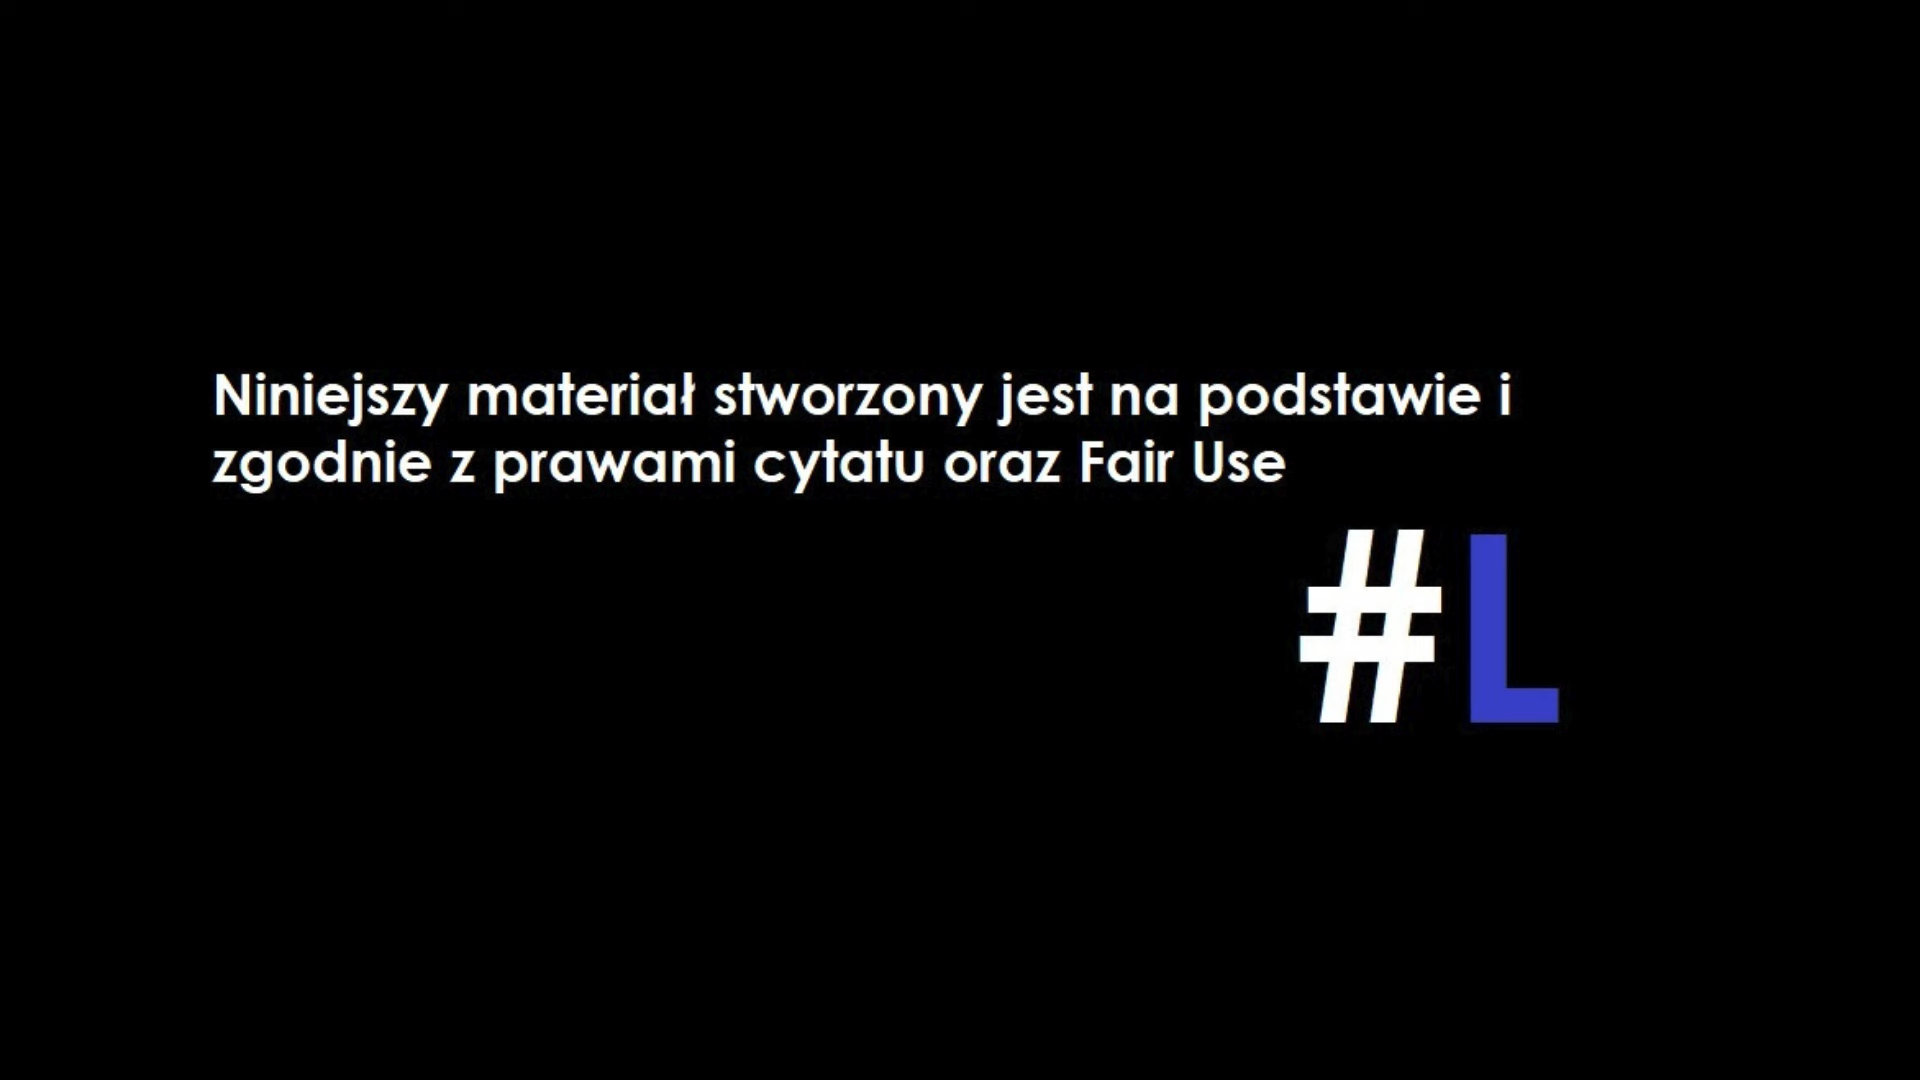 Niniejszy materiał stworzony jest na podstawie i
zgodnie z prawami cytatu oraz Fair Use
#L